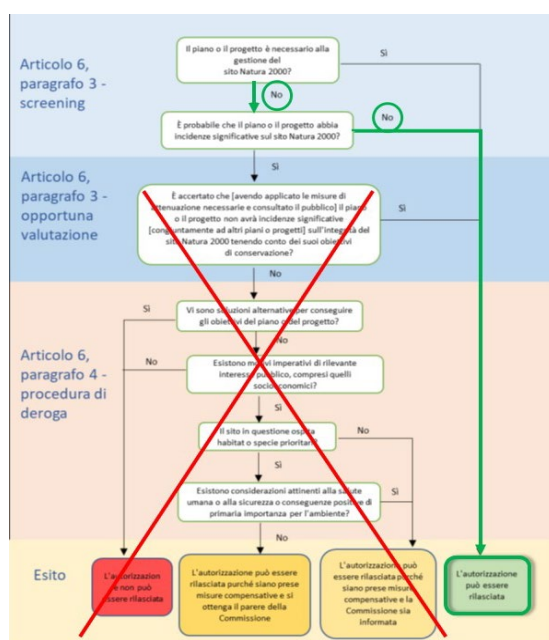 Articolo 6,
paragrafo 3 -
screening
Il piano o il progetto è necessario alla
gestione del
sito Natura 2000?
Sì
No
È probabile che il piano o il progetto abbia
incidenze significative sul sito Natura 2000?
No
Sì
Articolo 6,
paragrafo 3 -
opportuna
valutazione
È accertato che [avendo applicato le misure di
attenuazione necessarie e consultato il pubblico] il piano
o il progetto non avrà incidenze significative
[congiuntamente ad altri piani o progetti] sull'integrità del
sito Natura 2000 tenendo conto dei suoi obiettivi
di conservazione?
Sì
No
Articolo 6,
paragrafo 4 -
procedura di
deroga
Sì
Vi sono soluzioni alternative per conseguire
gli obiettivi del piano o del progetto?
No
No
Esistono motivi imperativi di rilevante
interesse pubblico, compresi quelli
socioeconomici?
Sì
Il sito in questione ospita
habitat o specie prioritari?
No
Sì
Esistono considerazioni attinenti alla salute
umana o alla sicurezza o conseguenze positive di
primaria importanza per l'ambiente?
Sì
No
Esito
L'autorizzazion
e non può
essere rilasciata
L'autorizzazione può essere
rilasciata purché siano prese
misure compensative e si
ottenga il parere della
Commissione
L'autorizzazione può
essere rilasciata purché
siano prese misure
compensative e la
Commissione sia
informata
L'autorizzazione
può essere
rilasciata